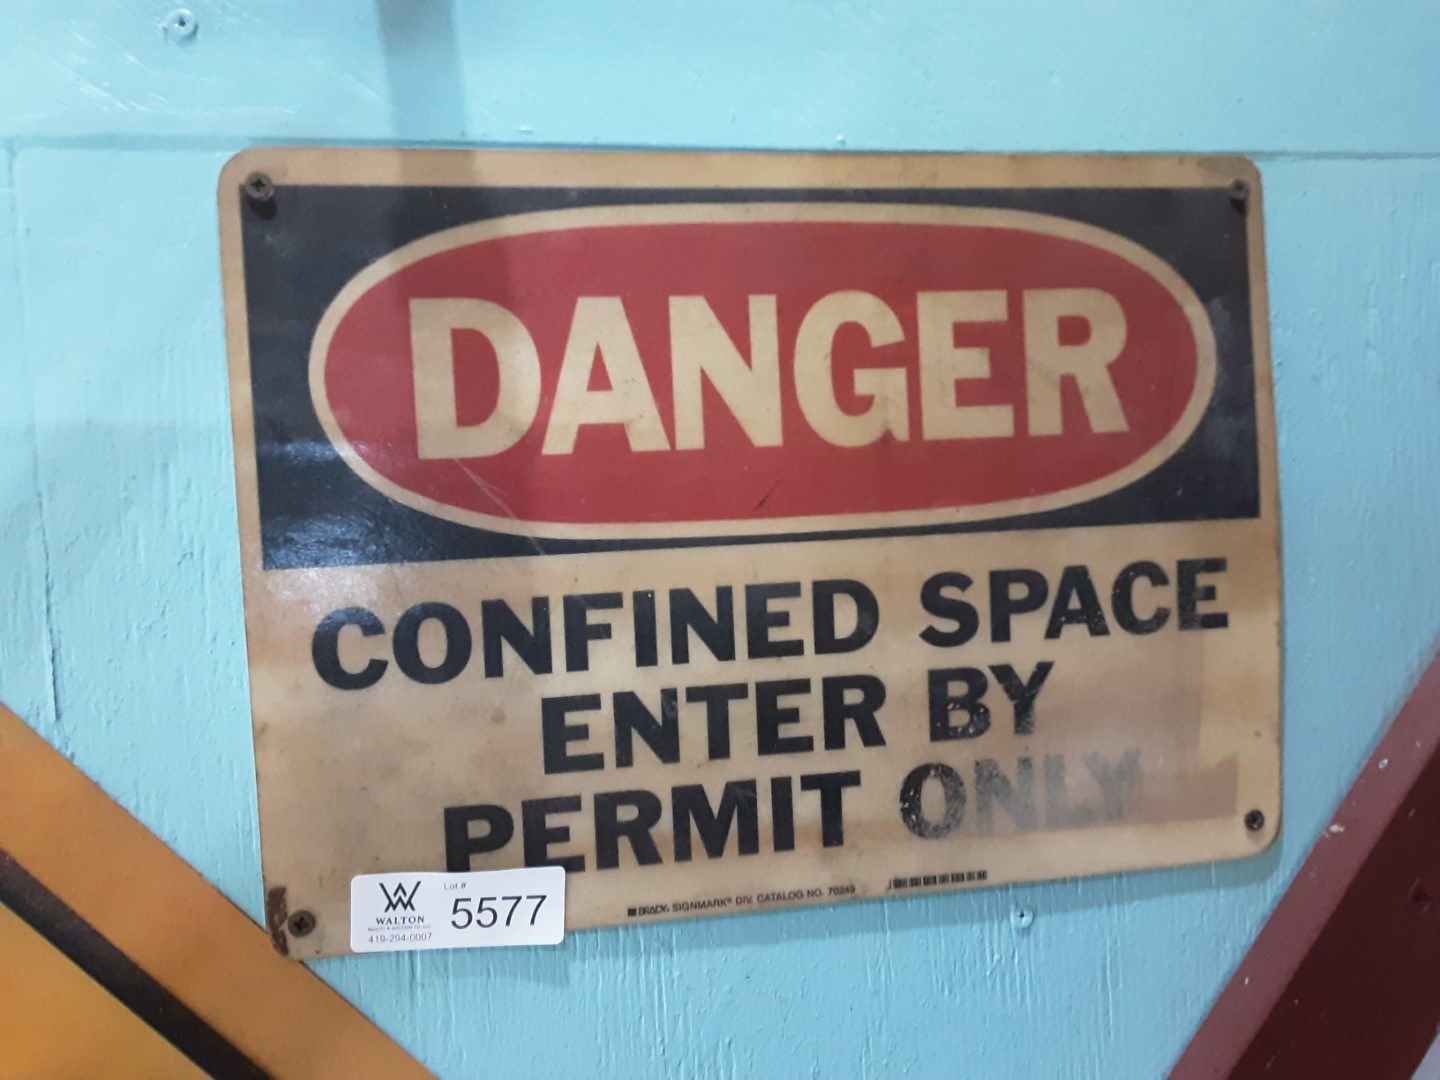 DANGER
CONFINED SPACE
ENTER BY
PERMIT ONLY
BRADY. SIGNMARK® DIV. CATALOG NO. 70249
WALTON
419-294-0007
Lot #
5577